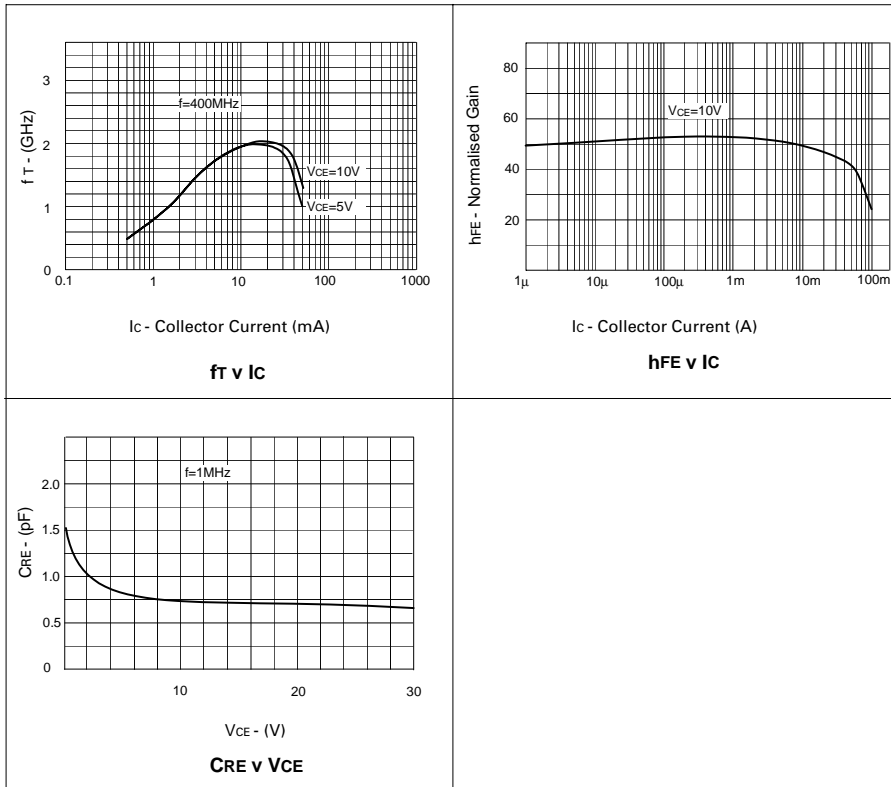 3
2
1
0
f T - (GHz)
f=400MHz
VCE=10V
VCE=5V
0.1
1
10
100
1000
IC - Collector Current (mA)
fT v IC
80
60
40
20
hFE - Normalised Gain
VCE=10V
1µ
10µ
100µ
1m
10m
100m
IC - Collector Current (A)
hFE v IC
2.0
1.5
1.0
0.5
0
CRE - (pF)
f=1MHz
10
20
30
VCE - (V)
CRE v VCE